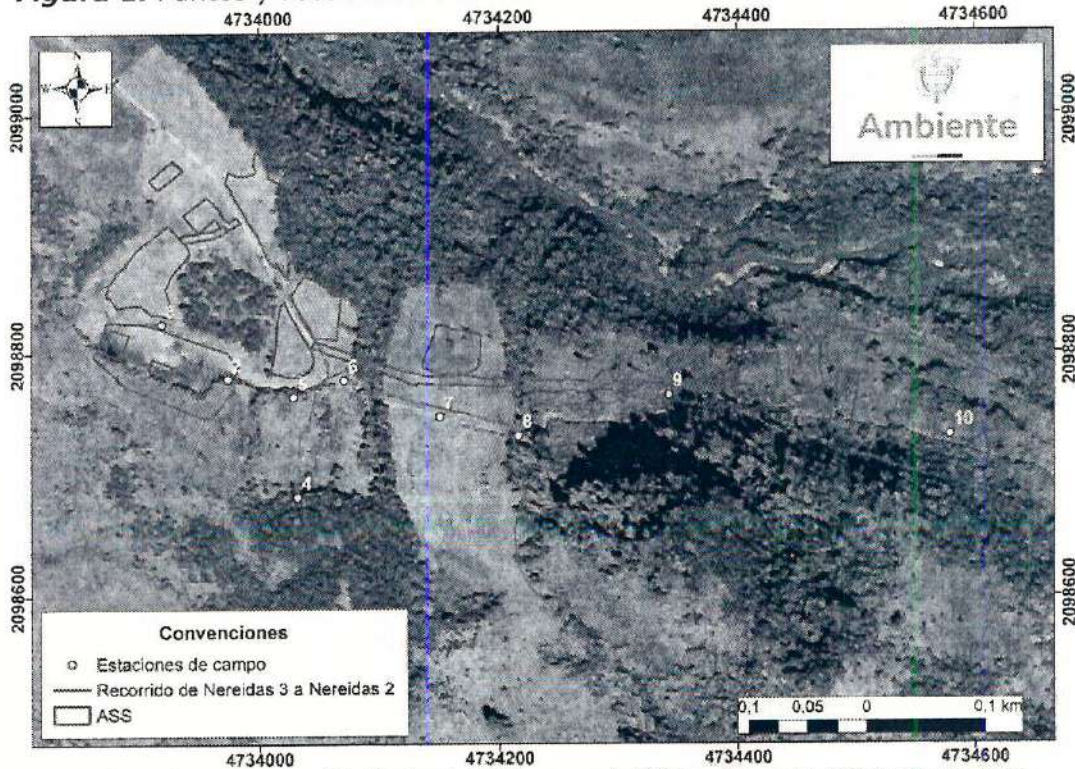 4734000 4734200 4734400 4734600
2099000 2099000
N
W E
S
Ambiente
2098800 2098800
5
6
7
8
9
10
4
2098600 2098600
Convenciones
Estaciones de campo
Recorrido de Nereidas 3 a Nereidas 2
ASS
0,1 0,05 0 0,1 km
4734000 4734200 4734400 4734600